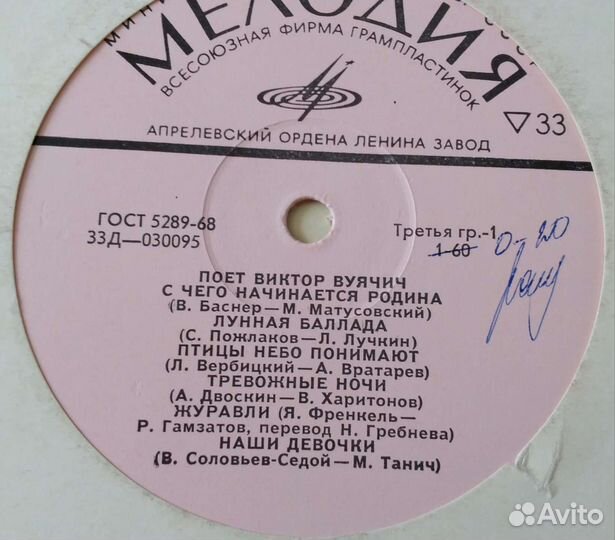 МЕЛОДИЯ
ВСЕСОЮЗНАЯ ФИРМА ГРАМПЛАСТИНОК
▽33
АПРЕЛЕВСКИЙ ОРДЕНА ЛЕНИНА ЗАВОД
ГОСТ 5289-68
33Д—030095
Третья гр.-1
1-60 0-20
ПОЕТ ВИКТОР ВУЯЧИЧ
С ЧЕГО НАЧИНАЕТСЯ РОДИНА
(В. Баснер—М. Матусовский)
ЛУННАЯ БАЛЛАДА
(С. Пожлаков—Л. Лучкин)
ПТИЦЫ НЕБО ПОНИМАЮТ
(Л. Вербицкий—А. Вратарев)
ТРЕВОЖНЫЕ НОЧИ
(А. Двоскин—В. Харитонов)
ЖУРАВЛИ (Я. Френкель—
Р. Гамзатов, перевод Н. Гребнева)
НАШИ ДЕВОЧКИ
(В. Соловьев-Седой—М. Танич)
Avito